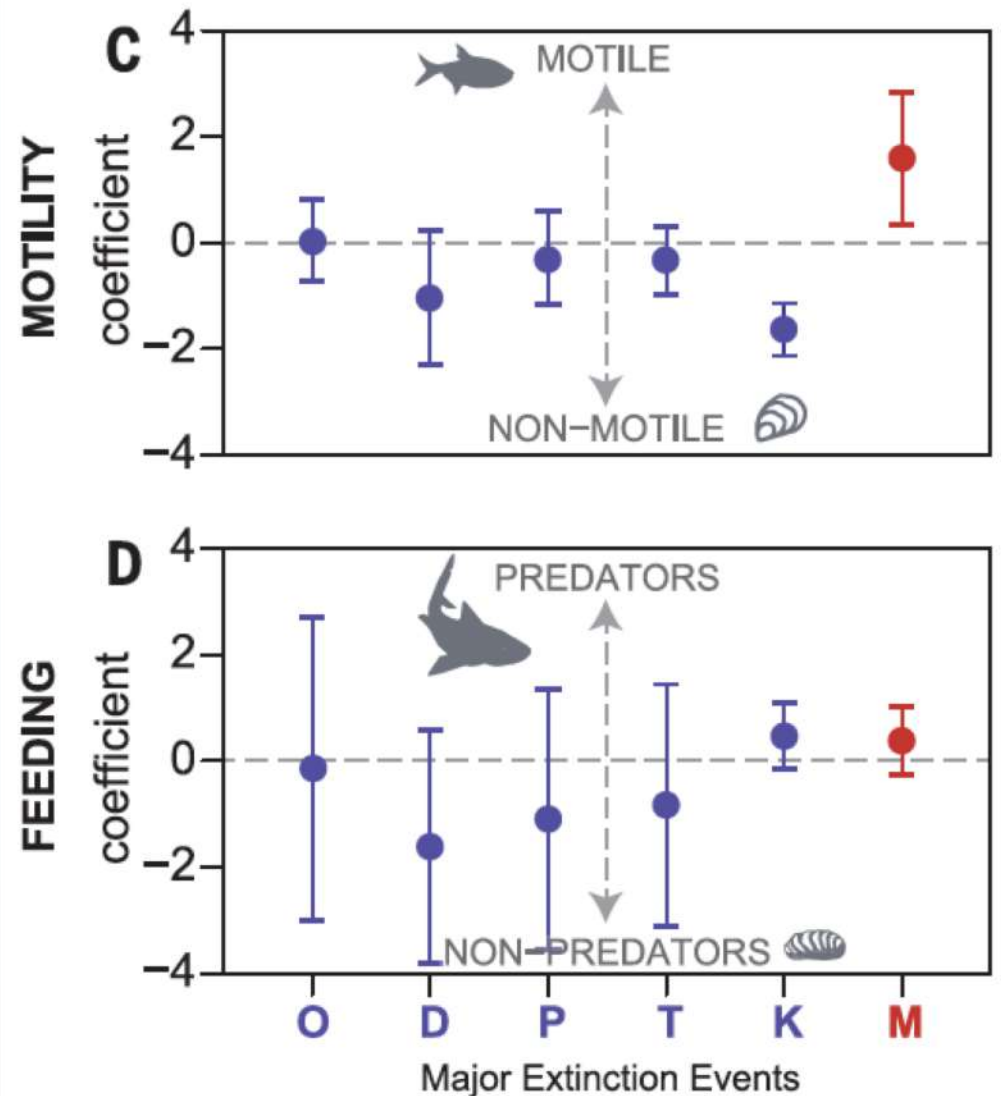 C
MOTILITY
coefficient
4
2
0
−2
−4
MOTILE
NON−MOTILE
D
FEEDING
coefficient
4
2
0
−2
−4
PREDATORS
NON−PREDATORS
O D P T K M
Major Extinction Events